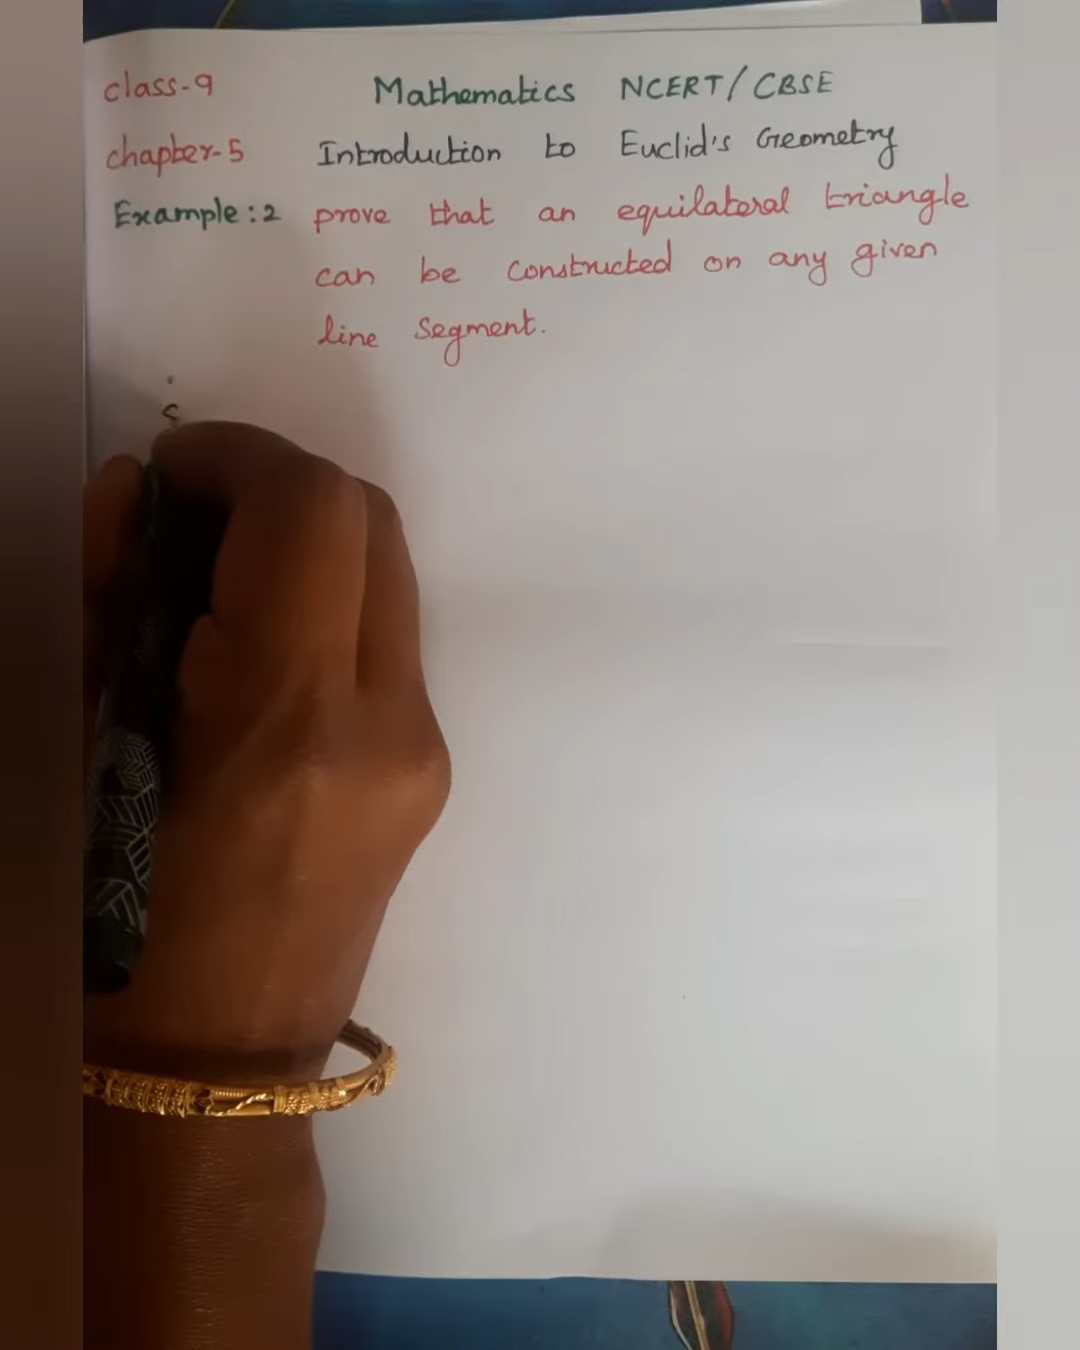 class-9 Mathematics NCERT/CBSE
chapter-5 Introduction to Euclid's Geometry
Example:2 prove that an equilateral triangle
can be constructed on any given
line segment.